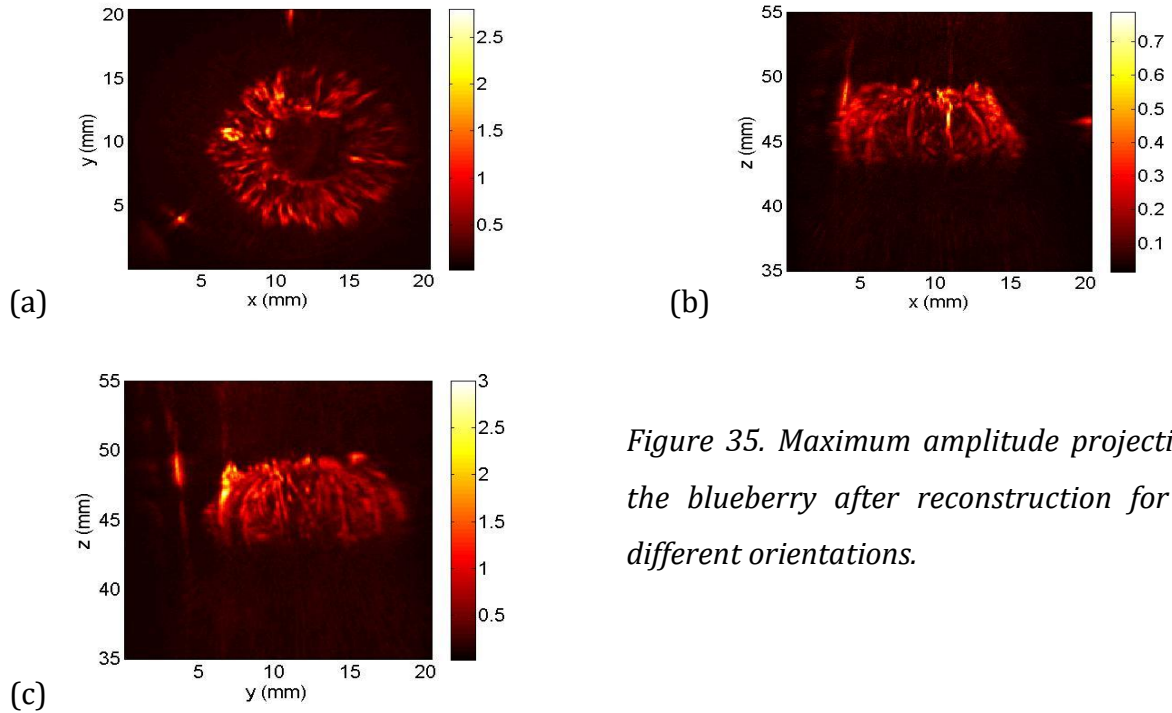 20
15
10
5
y (mm)
5 10 15 20
x (mm)
2.5
2
1.5
1
0.5
(a)
55
50
45
40
35
z (mm)
5 10 15 20
x (mm)
0.7
0.6
0.5
0.4
0.3
0.2
0.1
(b)
55
50
45
40
35
z (mm)
5 10 15 20
y (mm)
3
2.5
2
1.5
1
0.5
(c)
Figure 35. Maximum amplitude projecti
the blueberry after reconstruction for
different orientations.